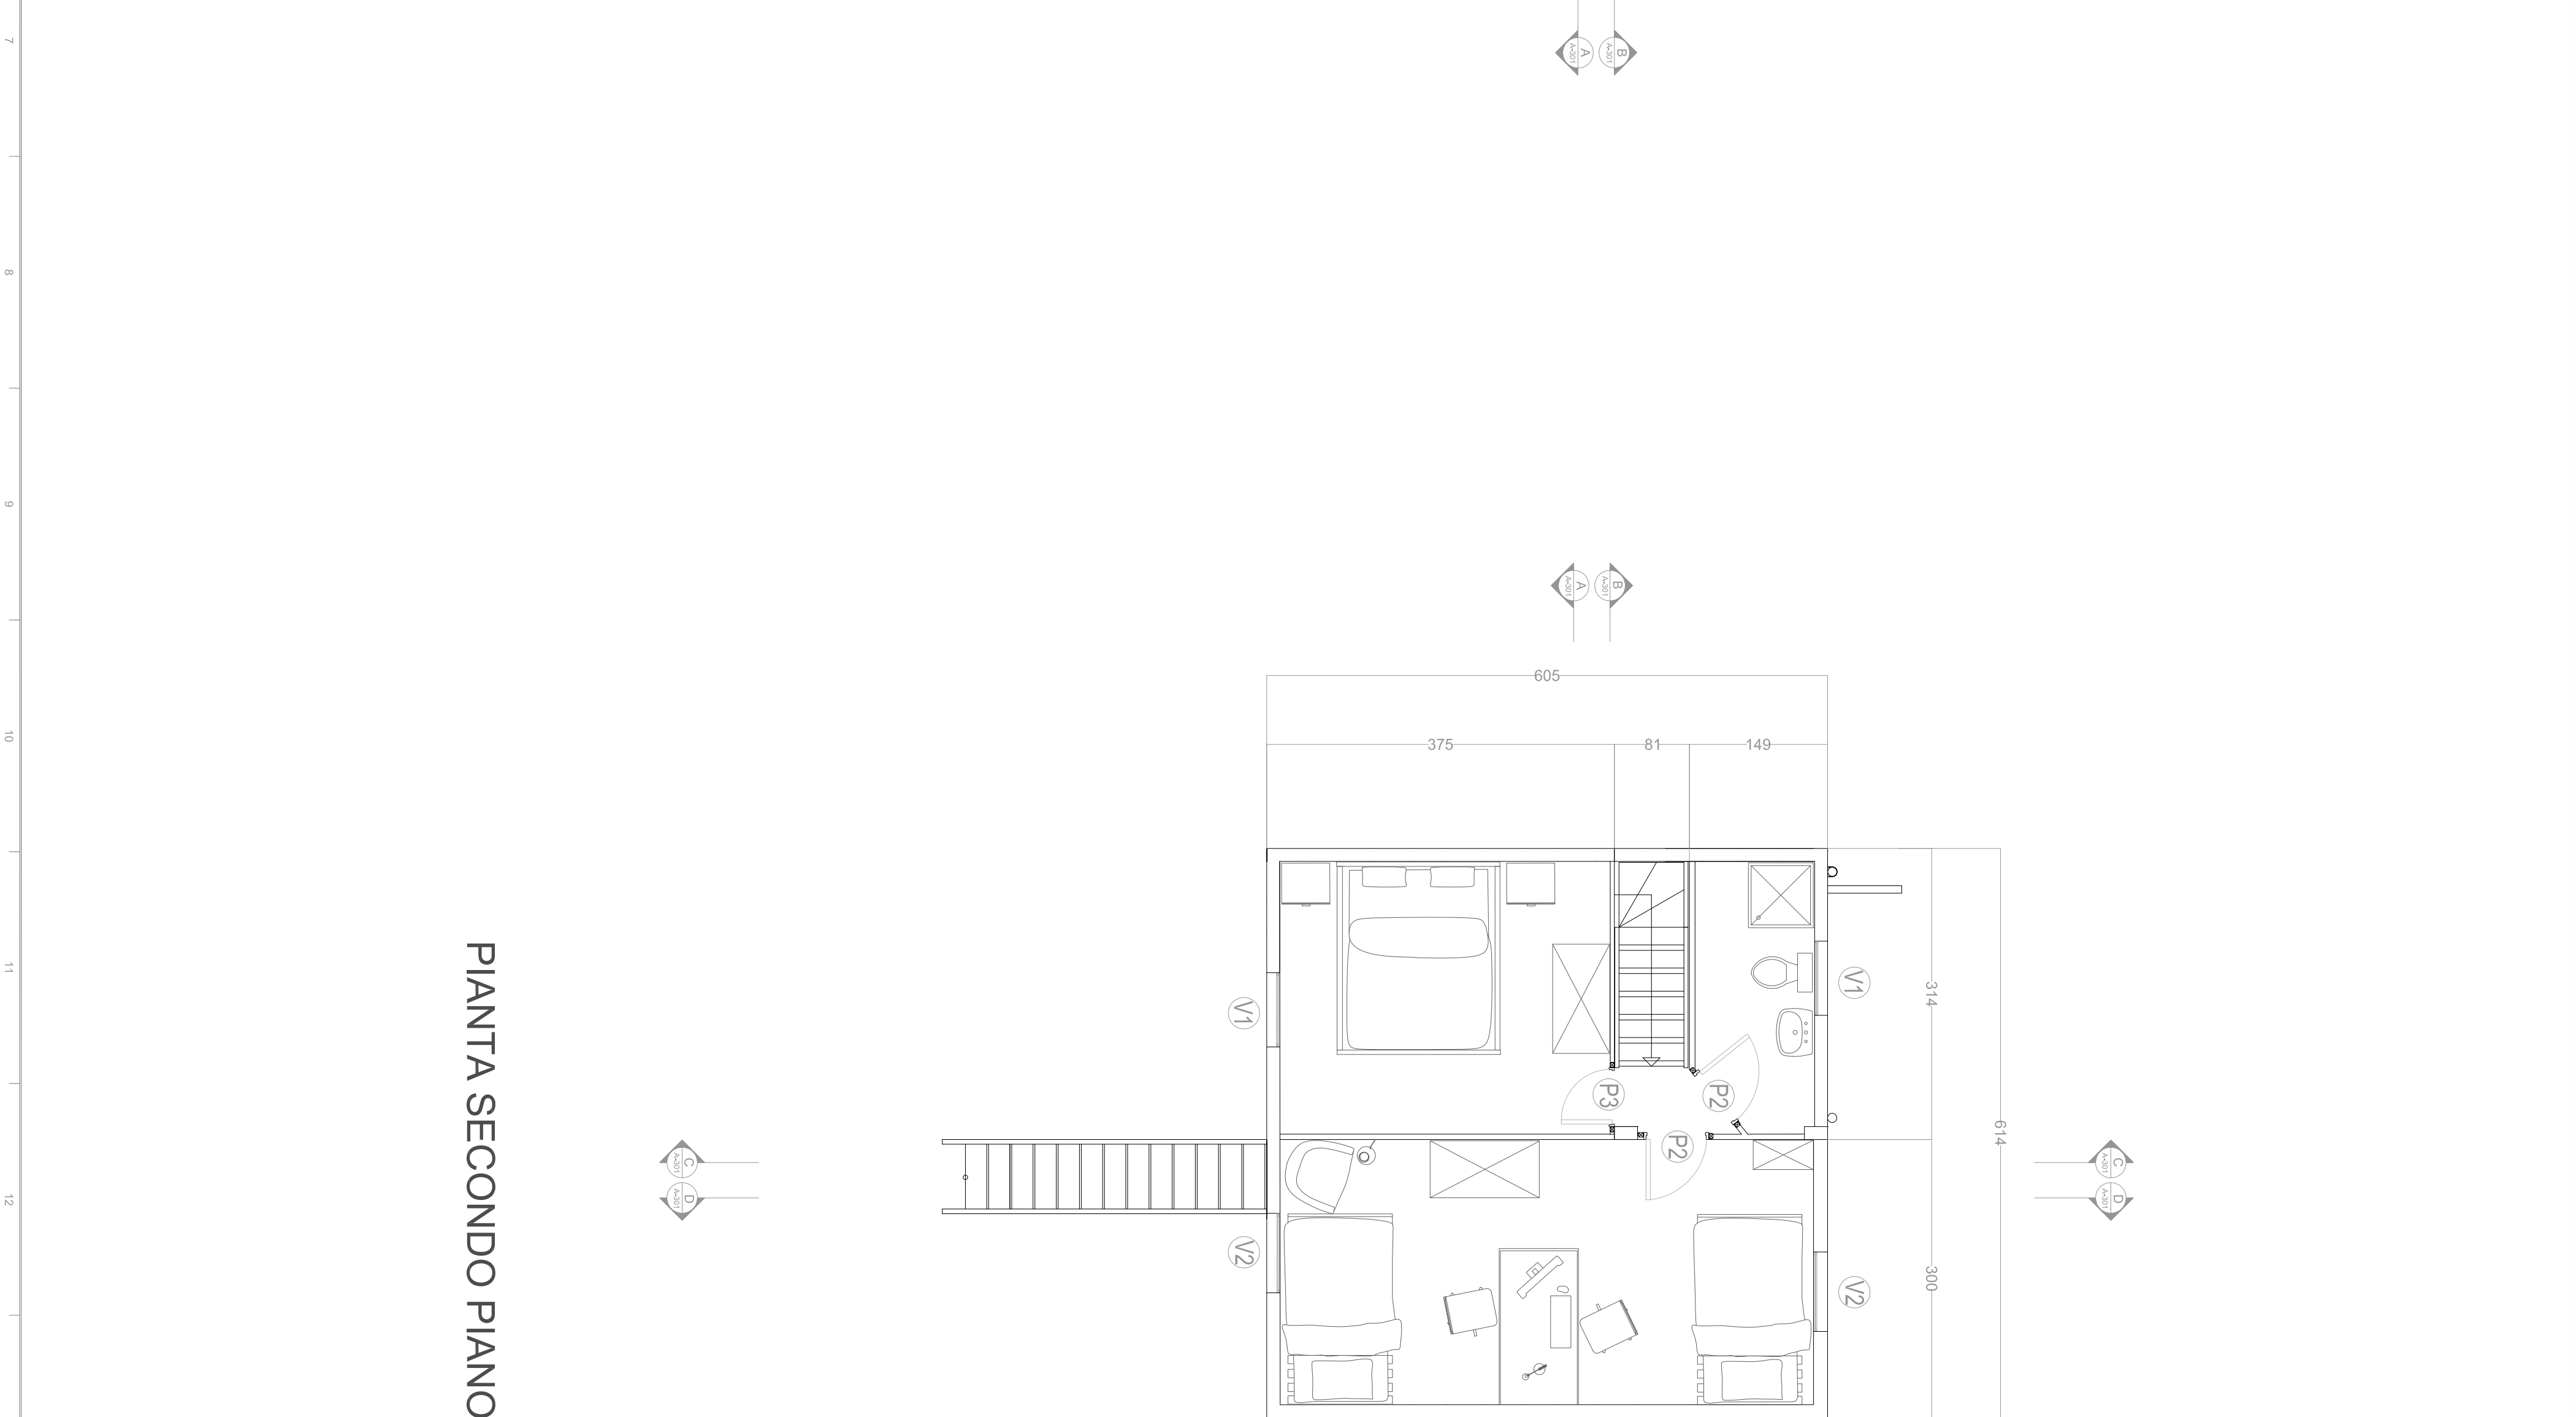 7
8
9
10
11
12
A
A-301
B
A-301
A
A-301
B
A-301
605
375
81
149
V1
V1
314
P3
P2
P2
614
C
A-301
D
A-301
C
A-301
D
A-301
V2
V2
300
PIANTA SECONDO PIANO